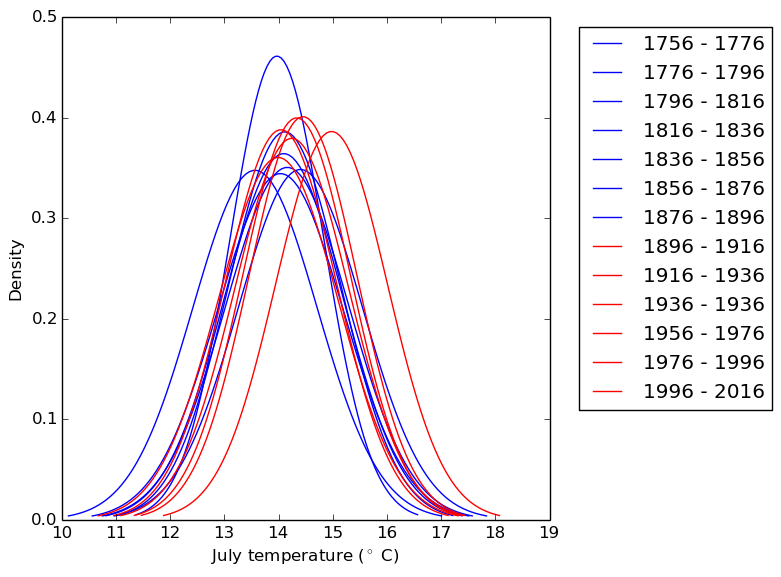 0.5
0.4
0.3
0.2
0.1
0.0
Density
10 11 12 13 14 15 16 17 18 19
July temperature (° C)
1756 - 1776
1776 - 1796
1796 - 1816
1816 - 1836
1836 - 1856
1856 - 1876
1876 - 1896
1896 - 1916
1916 - 1936
1936 - 1936
1956 - 1976
1976 - 1996
1996 - 2016